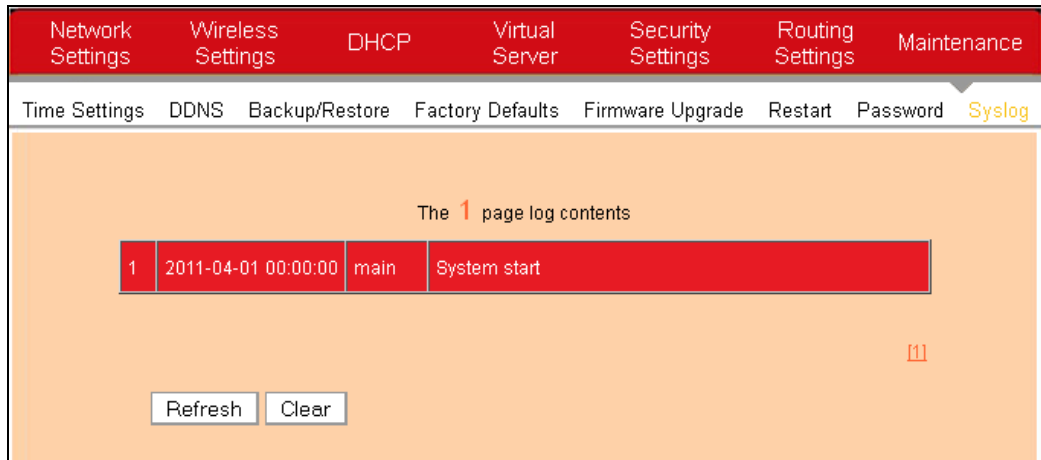 Network Settings Wireless Settings DHCP Virtual Server Security Settings Routing Settings Maintenance
Time Settings DDNS Backup/Restore Factory Defaults Firmware Upgrade Restart Password Syslog
The 1 page log contents
1 2011-04-01 00:00:00 main System start
[1]
Refresh Clear